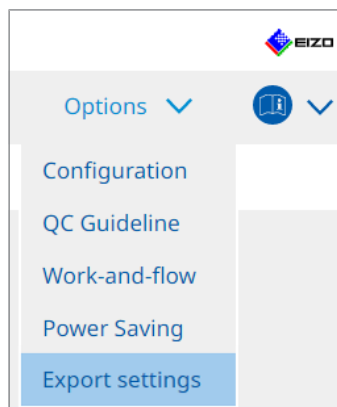 EIZO
Options
Configuration
QC Guideline
Work-and-flow
Power Saving
Export settings